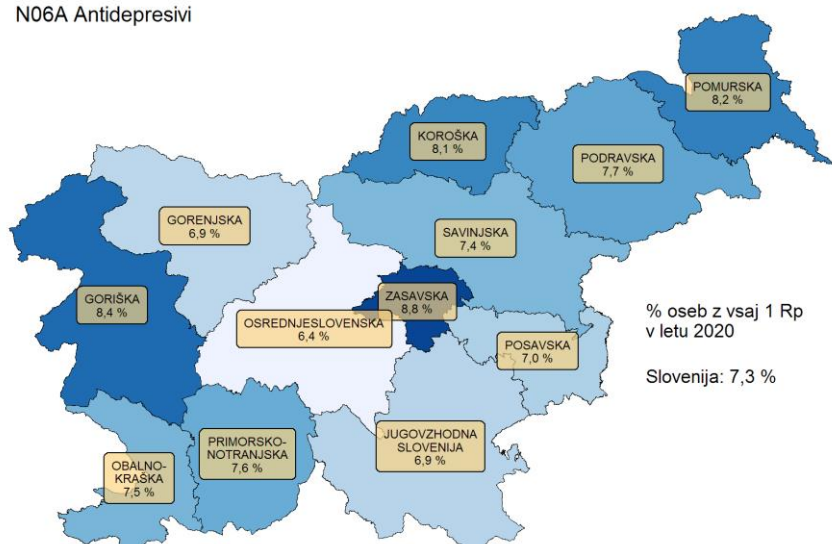 N06A Antidepresivi
POMURSKA
8,2 %
KOROŠKA
8,1 %
PODRAVSKA
7,7 %
GORENJSKA
6,9 %
SAVINJSKA
7,4 %
GORIŠKA
8,4 %
ZASAVSKA
8,8 %
OSREDNJESLOVENSKA
6,4 %
POSAVSKA
7,0 %
% oseb z vsaj 1 Rp
v letu 2020
Slovenija: 7,3 %
PRIMORSKO-
NOTRANJSKA
7,6 %
JUGOVZHODNA
SLOVENIJA
6,9 %
OBALNO-
KRAŠKA
7,5 %